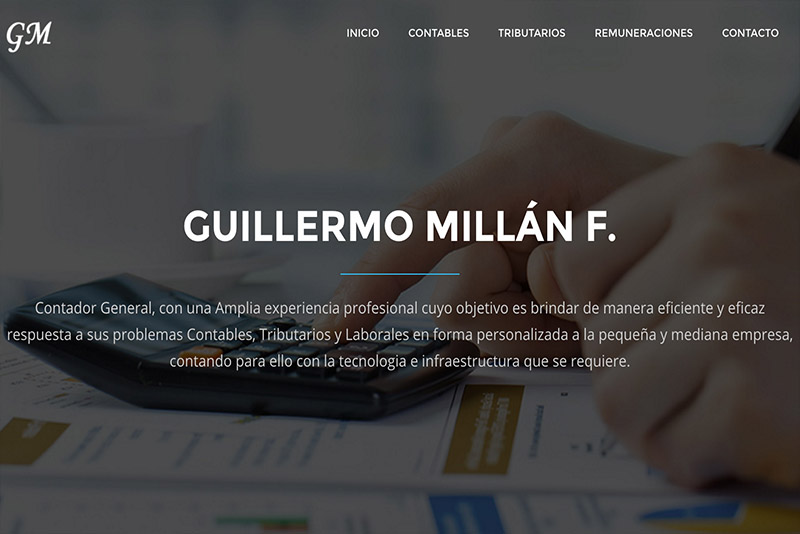 GM
INICIO CONTABLES TRIBUTARIOS REMUNERACIONES CONTACTO
GUILLERMO MILLÁN F.
Contador General, con una Amplia experiencia profesional cuyo objetivo es brindar de manera eficiente y eficaz
respuesta a sus problemas Contables, Tributarios y Laborales en forma personalizada a la pequeña y mediana empresa,
contando para ello con la tecnologia e infraestructura que se requiere.